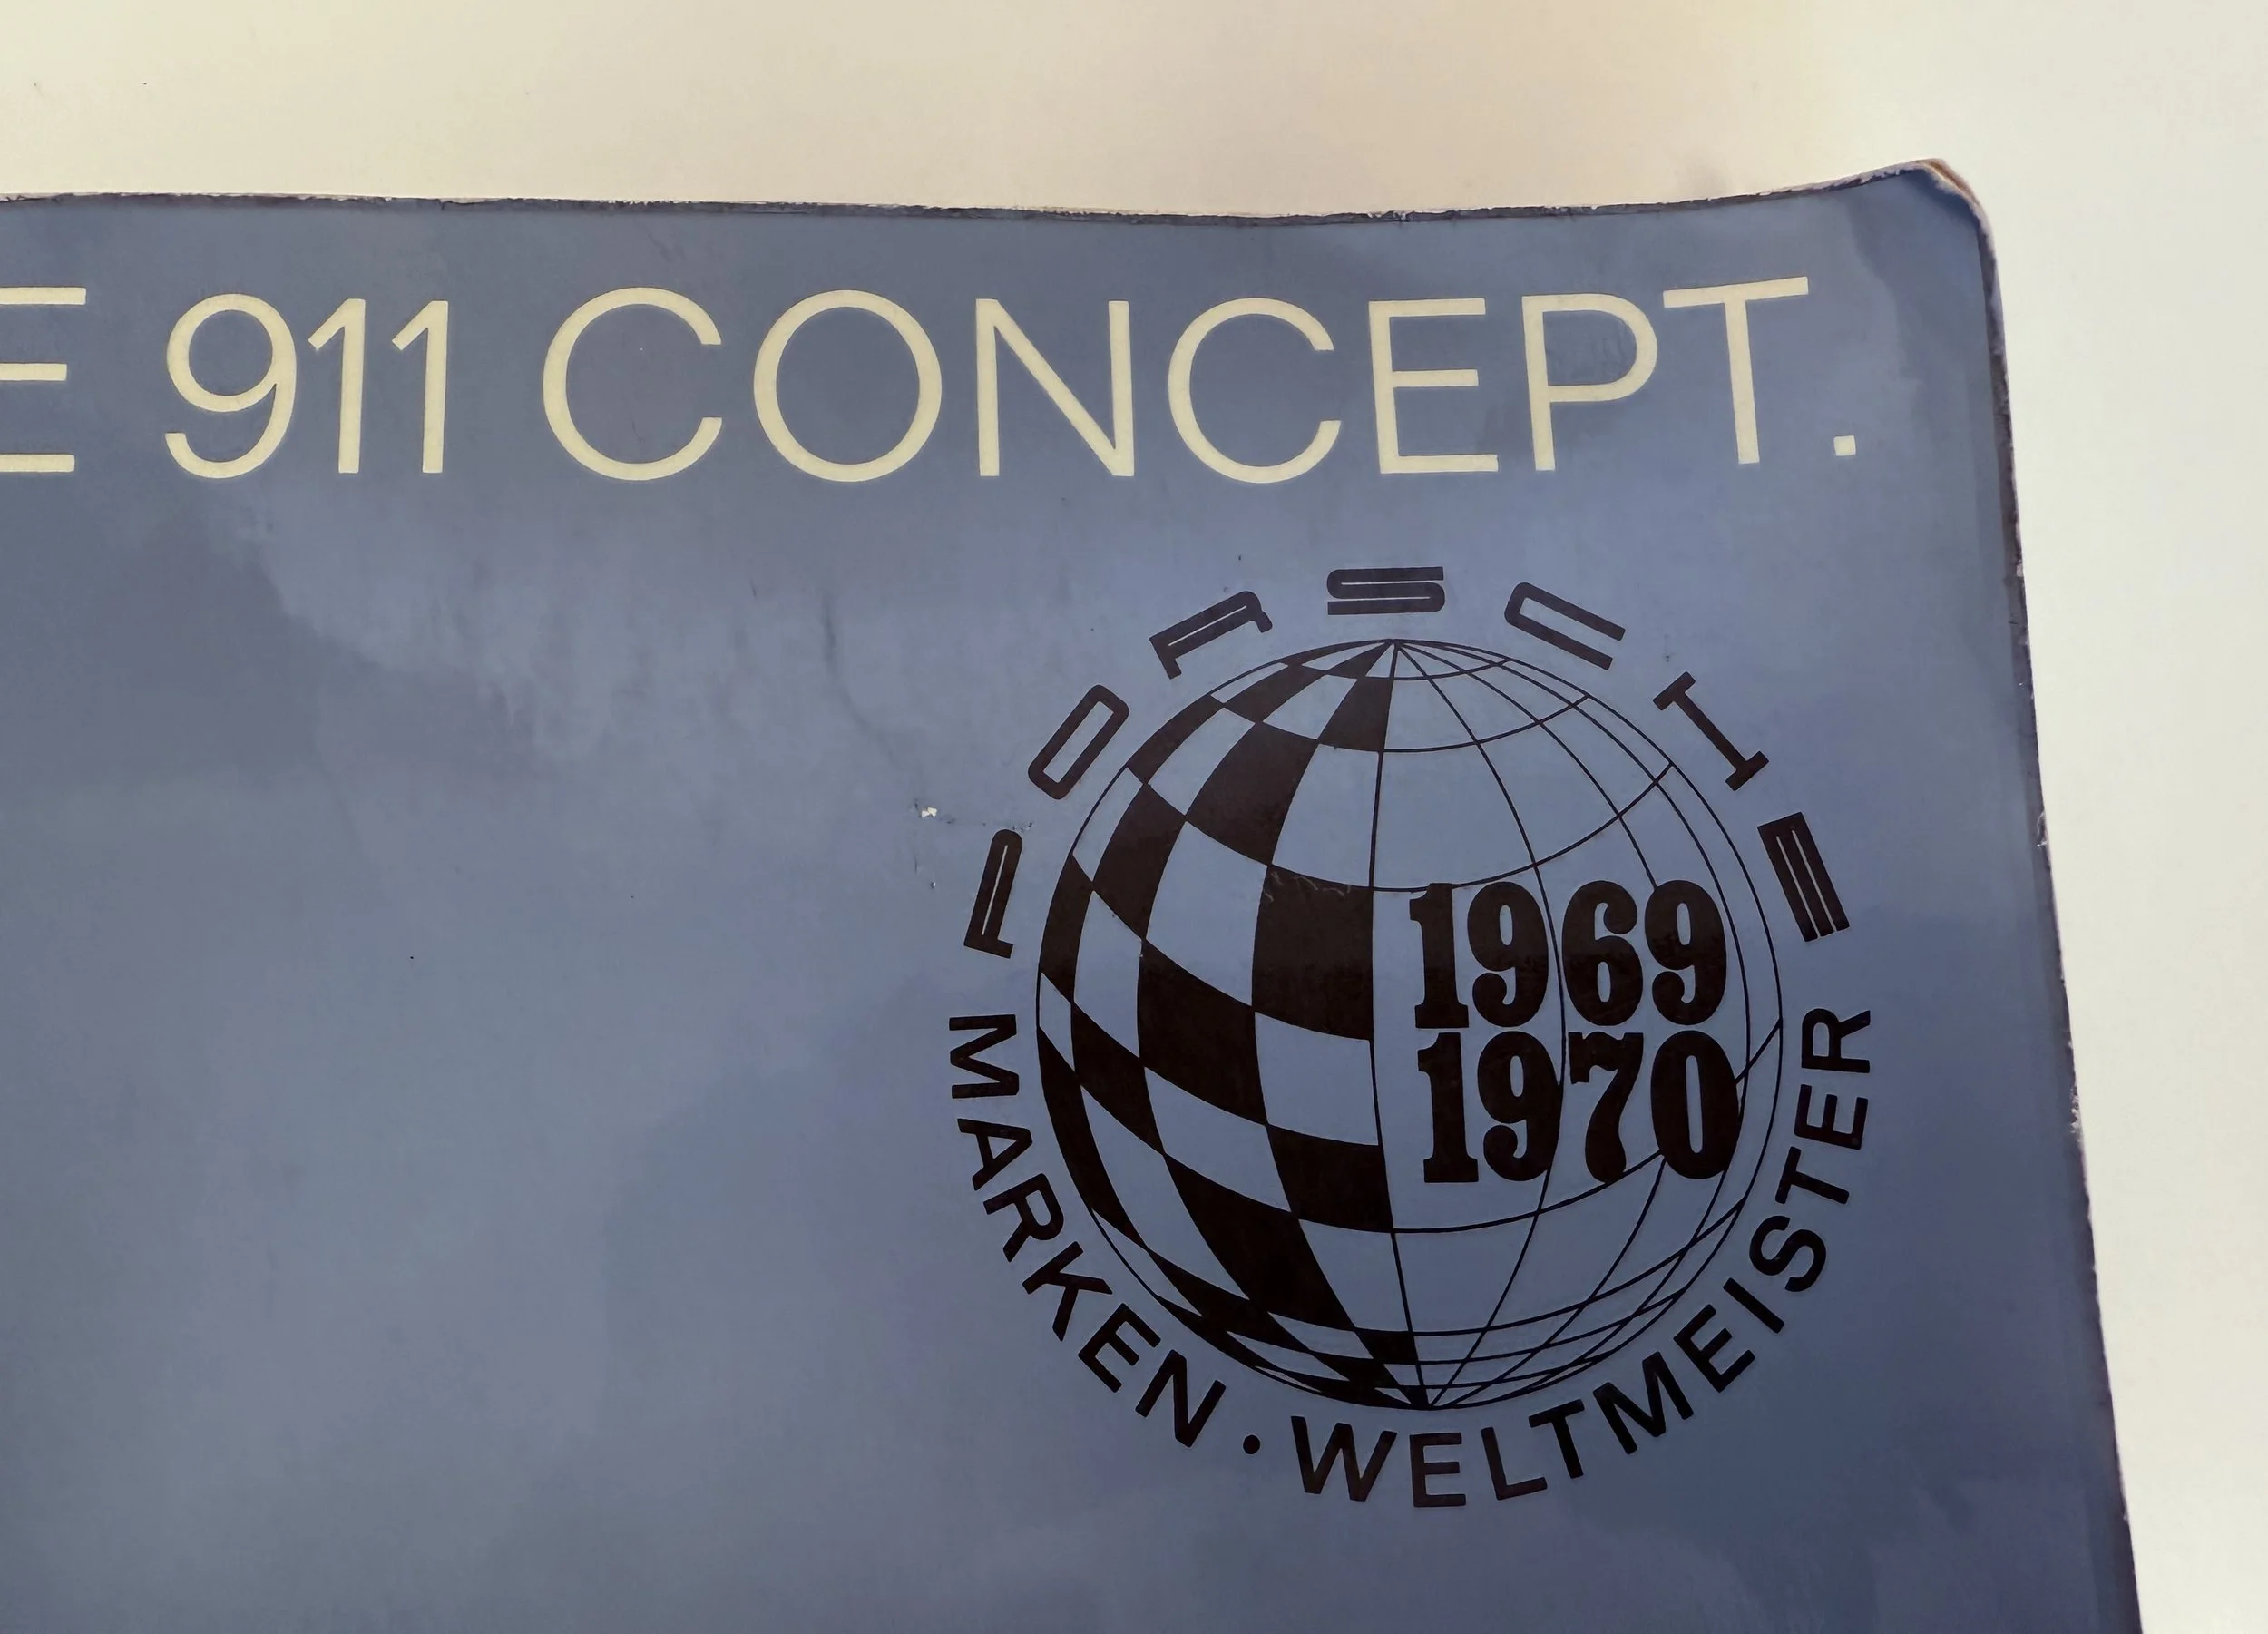 E 911 CONCEPT.
PORSCHE
1969
1970
MARKEN · WELTMEISTER